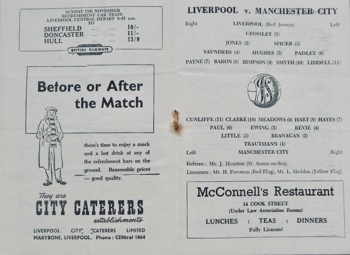 SUNDAY 15th NOVEMBER
REFRESHMENT CAR TRAIN
LIVERPOOL CENTRAL DEPART 9-45 a.m.
SHEFFIELD 10/-
DONCASTER 11/-
HULL 12/9
BRITISH RAILWAYS
Before or After
the Match
there's time to enjoy a snack
and a hot drink at any of
the refreshment bars on the
ground. Reasonable prices
— good quality.
They are
CITY CATERERS
establishments
LIVERPOOL CITY CATERERS LIMITED
MARYBONE, LIVERPOOL. Phone: CENtral 1864
LIVERPOOL v. MANCHESTER CITY
Right LIVERPOOL (Red Jerseys) Left
CROSSLEY (1)
JONES (2) SPICER (3)
SAUNDERS (4) HUGHES (5) PAISLEY (6)
PAYNE (7) BARON (8) SIMPSON (9) SMYTH (10) LIDDELL (11)
CUNLIFFE (11) CLARKE (10) MEADOWS (9) HART (8) HAYES (7)
PAUL (6) EWING (5) REVIE (4)
LITTLE (3) BRANAGAN (2)
TRAUTMANN (1)
Left MANCHESTER CITY Right
Referee: Mr. J. Houston
Linesmen: Mr. H. Freeman (Red Flag), Mr. L. Sheldon (Yellow Flag)
McConnell's Restaurant
14 COOK STREET
(Under Law Association Rooms)
LUNCHES : TEAS : DINNERS
Fully Licensed